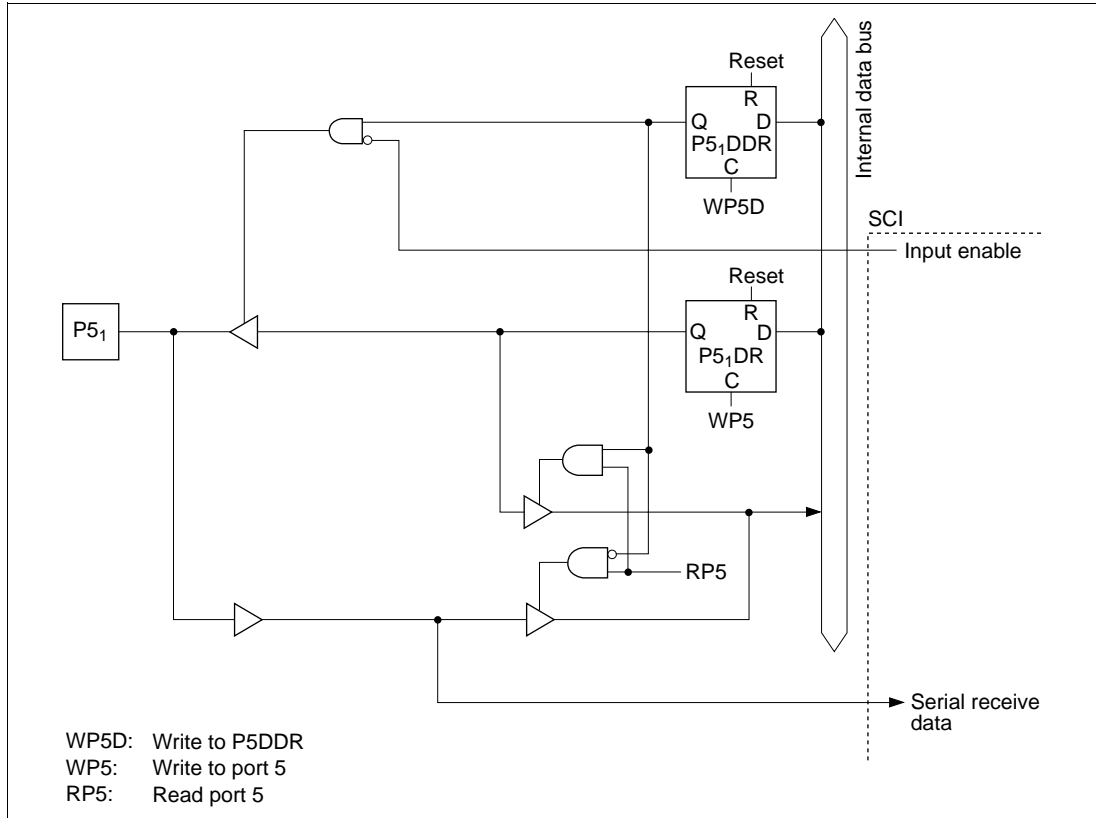 Reset
R
Q D
P5₁DDR
C
WP5D
Internal data bus
SCI
Input enable
Reset
R
Q D
P5₁DR
C
WP5
P5₁
RP5
Serial receive
data
WP5D: Write to P5DDR
WP5: Write to port 5
RP5: Read port 5